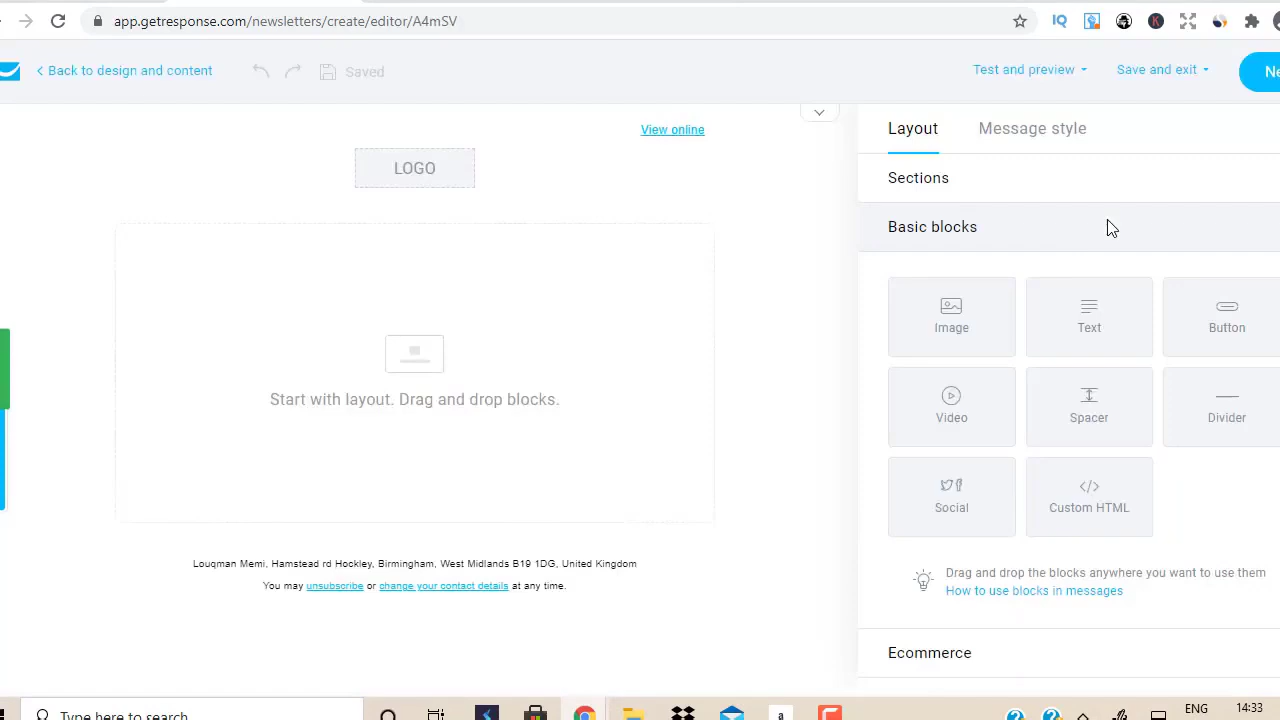 app.getresponse.com/newsletters/create/editor/A4mSV
IQ
K
Back to design and content
Saved
Test and preview
Save and exit
View online
LOGO
Start with layout. Drag and drop blocks.
Louqman Memi, Hamstead rd Hockley, Birmingham, West Midlands B19 1DG, United Kingdom
You may unsubscribe or change your contact details at any time.
Layout
Message style
Sections
Basic blocks
Image
Text
Button
Video
Spacer
Divider
Social
Custom HTML
Drag and drop the blocks anywhere you want to use them
How to use blocks in messages
Ecommerce
Type here to search
a
ENG
14:33